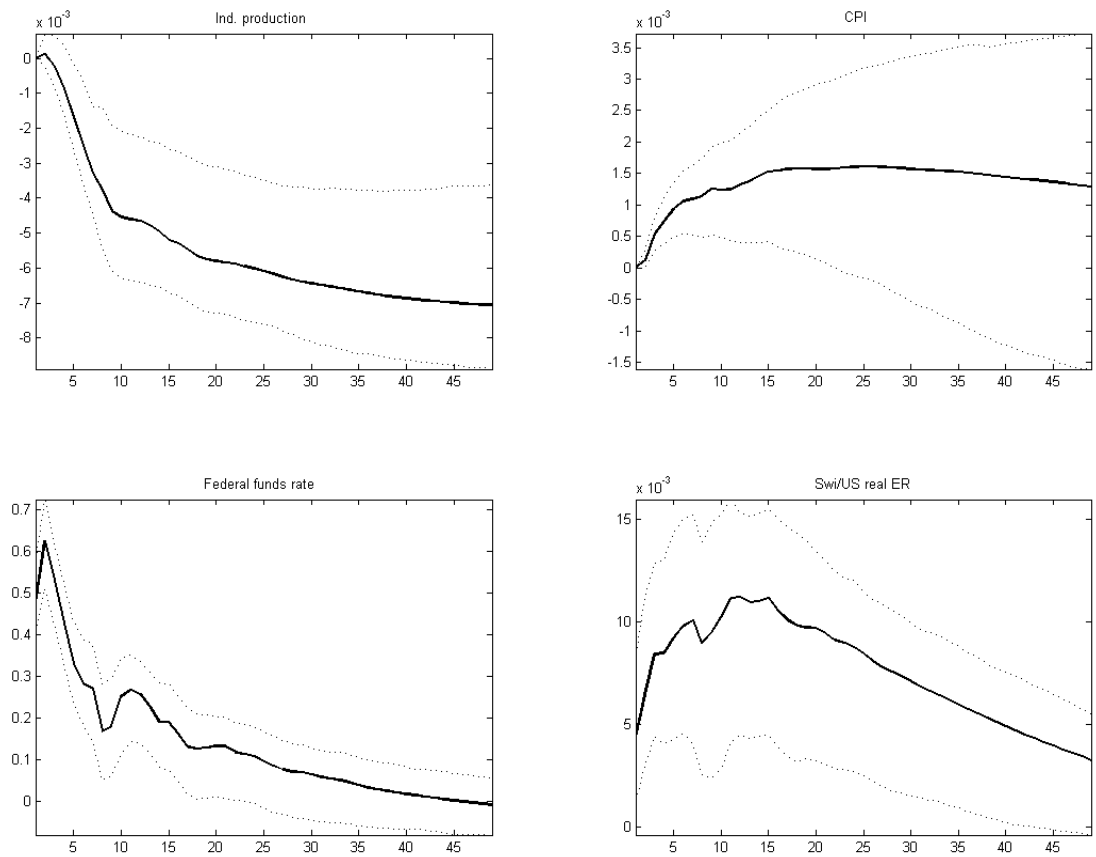 Ind. production
x 10^-3
0
-1
-2
-3
-4
-5
-6
-7
-8
5 10 15 20 25 30 35 40 45
CPI
x 10^-3
3.5
3
2.5
2
1.5
1
0.5
0
-0.5
-1
-1.5
5 10 15 20 25 30 35 40 45
Federal funds rate
0.7
0.6
0.5
0.4
0.3
0.2
0.1
0
5 10 15 20 25 30 35 40 45
Swi/US real ER
x 10^-3
15
10
5
0
5 10 15 20 25 30 35 40 45